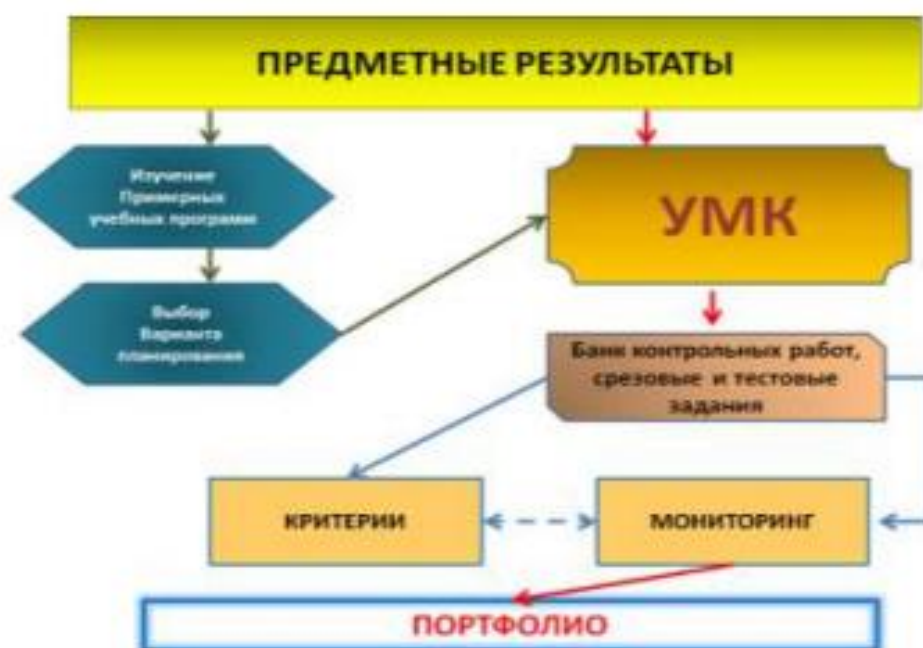 ПРЕДМЕТНЫЕ РЕЗУЛЬТАТЫ
Изучение
Примерных
учебных программ
УМК
Выбор
Варианта
планирования
Банк контрольных работ,
срезовые и тестовые
задания
КРИТЕРИИ
МОНИТОРИНГ
ПОРТФОЛИО